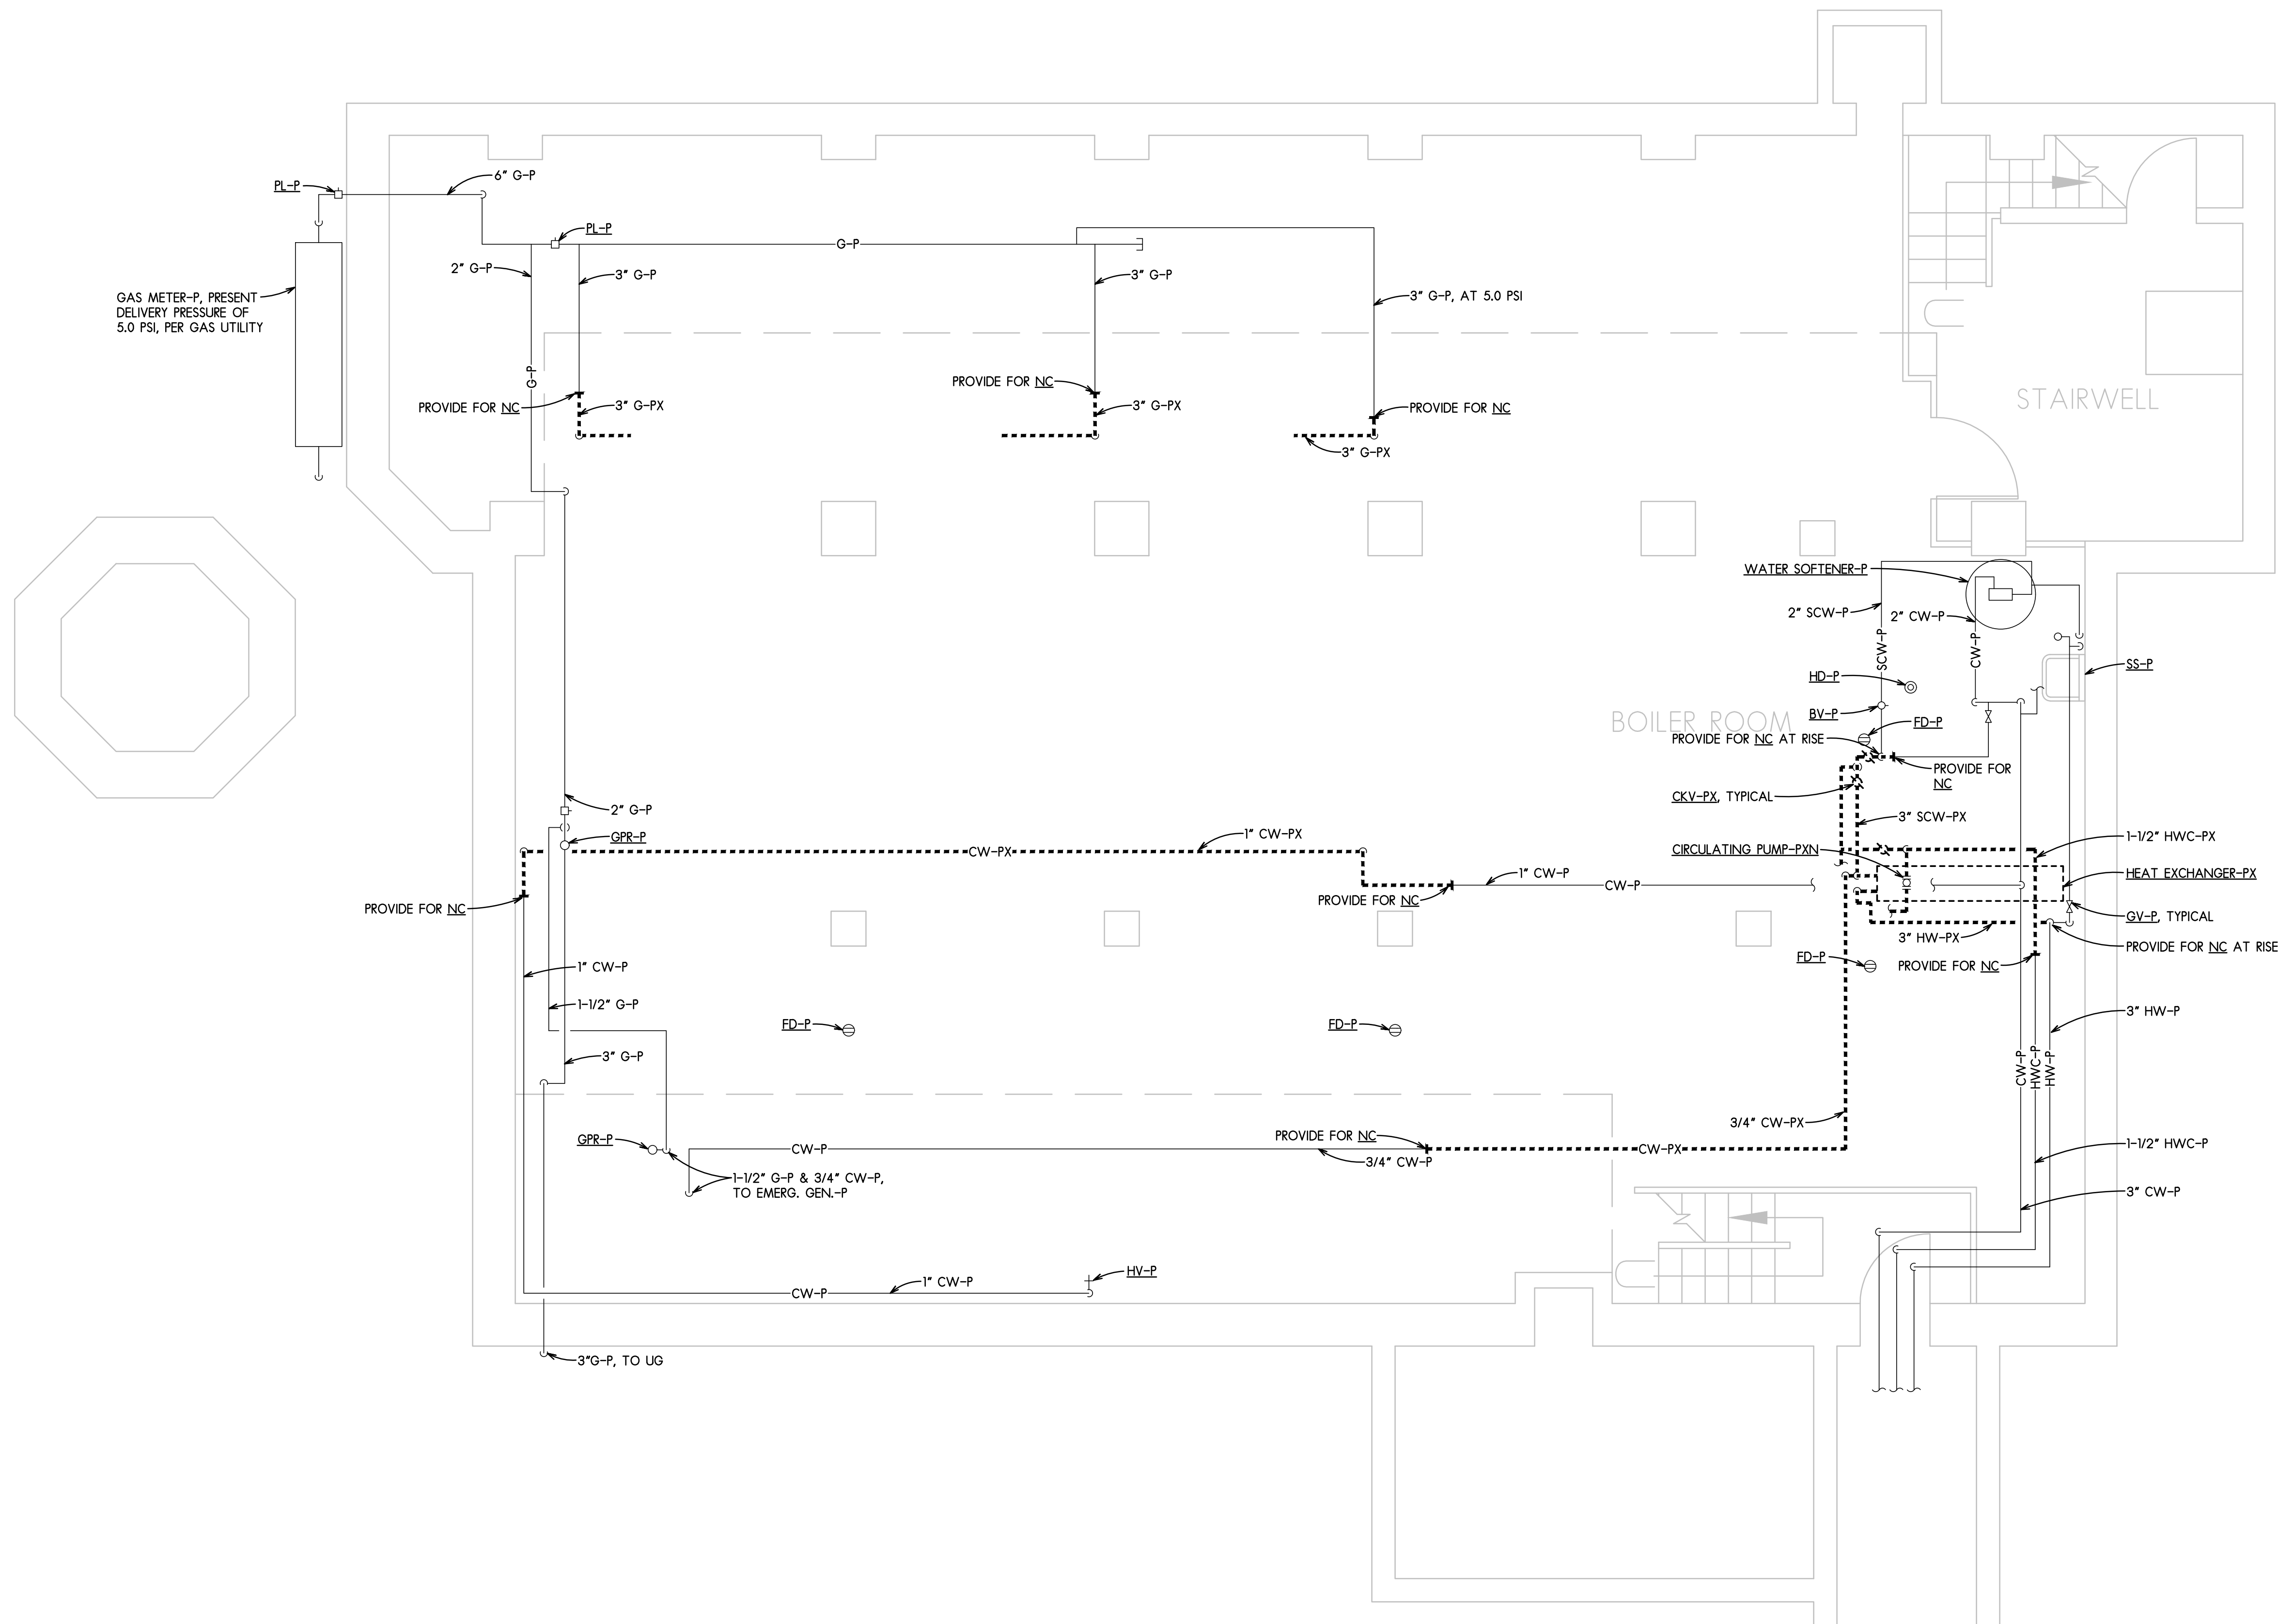 6" G-P
PL-P
PL-P
G-P
2" G-P
3" G-P
3" G-P
3" G-P, AT 5.0 PSI
GAS METER-P, PRESENT
DELIVERY PRESSURE OF
5.0 PSI, PER GAS UTILITY
G-P
PROVIDE FOR NC
PROVIDE FOR NC
PROVIDE FOR NC
3" G-PX
3" G-PX
3" G-PX
STAIRWELL
WATER SOFTENER-P
2" SCW-P
2" CW-P
SCW-P
CW-P
SS-P
HD-P
BV-P
FD-P
BOILER ROOM
PROVIDE FOR NC AT RISE
PROVIDE FOR
NC
CKV-PX, TYPICAL
3" SCW-PX
2" G-P
GPR-P
1" CW-PX
CW-PX
1-1/2" HWC-PX
CIRCULATING PUMP-PXN
HEAT EXCHANGER-PX
1" CW-P
CW-P
PROVIDE FOR NC
PROVIDE FOR NC
GV-P, TYPICAL
3" HW-PX
PROVIDE FOR NC AT RISE
FD-P
PROVIDE FOR NC
1" CW-P
1-1/2" G-P
3" HW-P
FD-P
FD-P
3" G-P
CW-P
HWC-P
HW-P
3/4" CW-PX
GPR-P
CW-P
PROVIDE FOR NC
3/4" CW-P
CW-PX
1-1/2" HWC-P
1-1/2" G-P & 3/4" CW-P,
TO EMERG. GEN.-P
3" CW-P
HV-P
1" CW-P
CW-P
3"G-P, TO UG